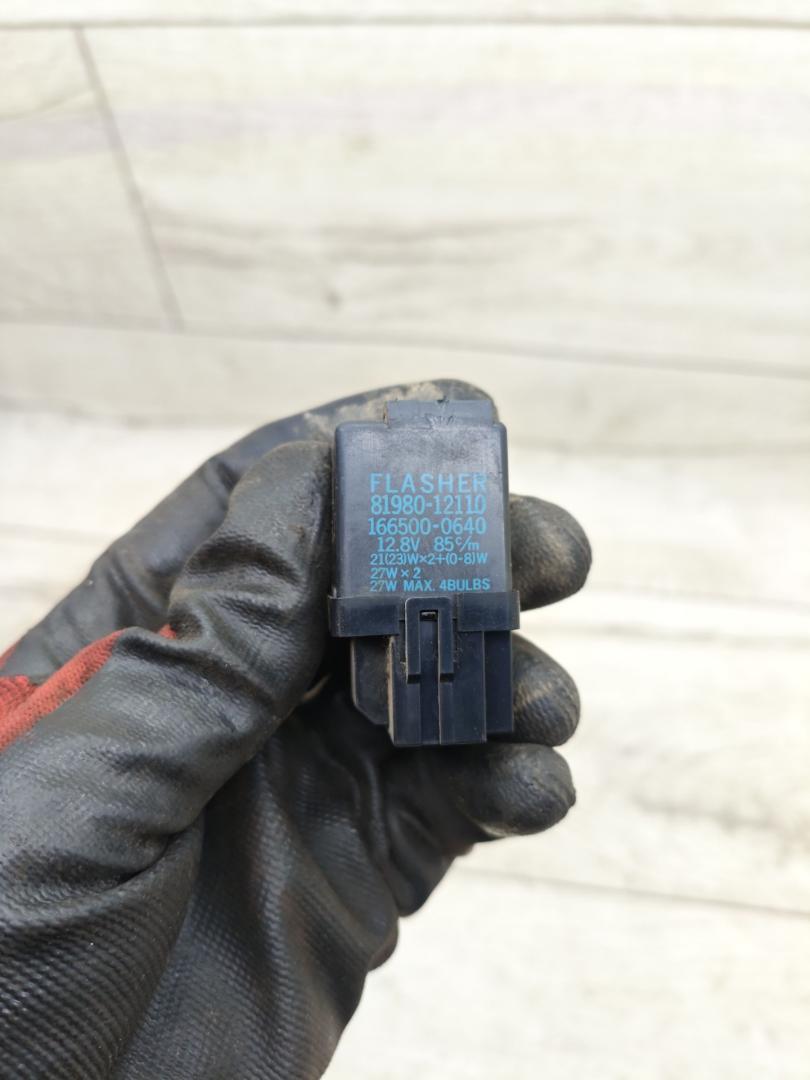 FLASHER
81980-12110
166500-0640
12.8V 85c/m
21(23)W×2+(0-8)W
27W×2
27W MAX. 4BULBS